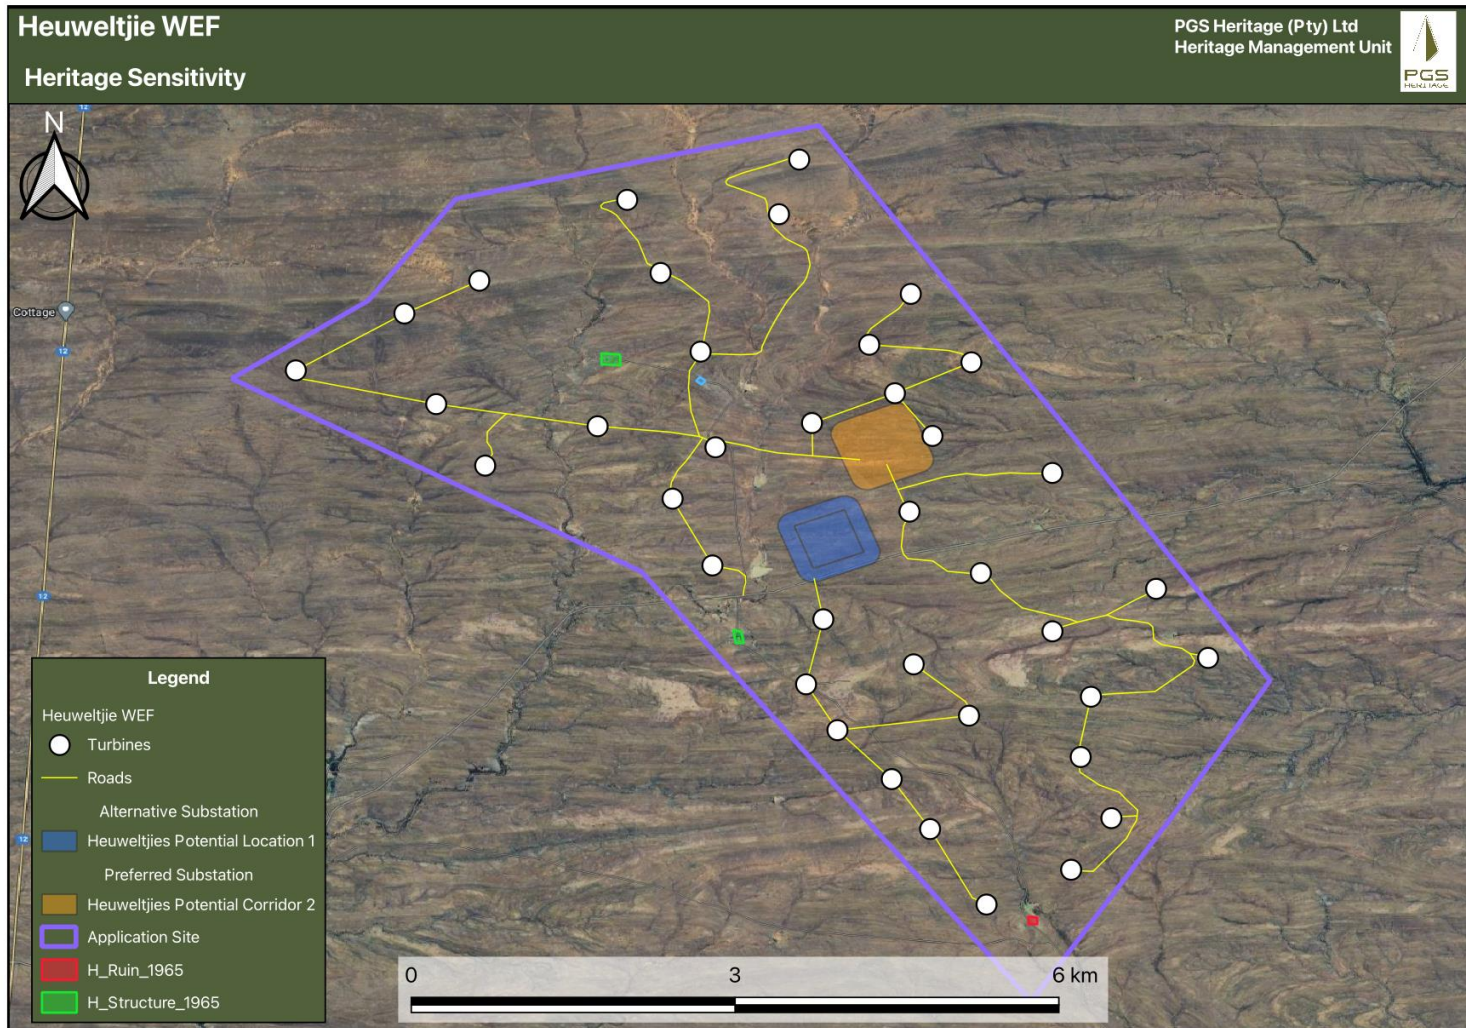 Heuweltjie WEF
Heritage Sensitivity
PGS Heritage (Pty) Ltd
Heritage Management Unit
PGS
HERITAGE
N
12
Cottage
12
12
12
Legend
Heuweltjie WEF
Turbines
Roads
Alternative Substation
Heuweltjies Potential Location 1
Preferred Substation
Heuweltjies Potential Corridor 2
Application Site
H_Ruin_1965
H_Structure_1965
0 3 6 km